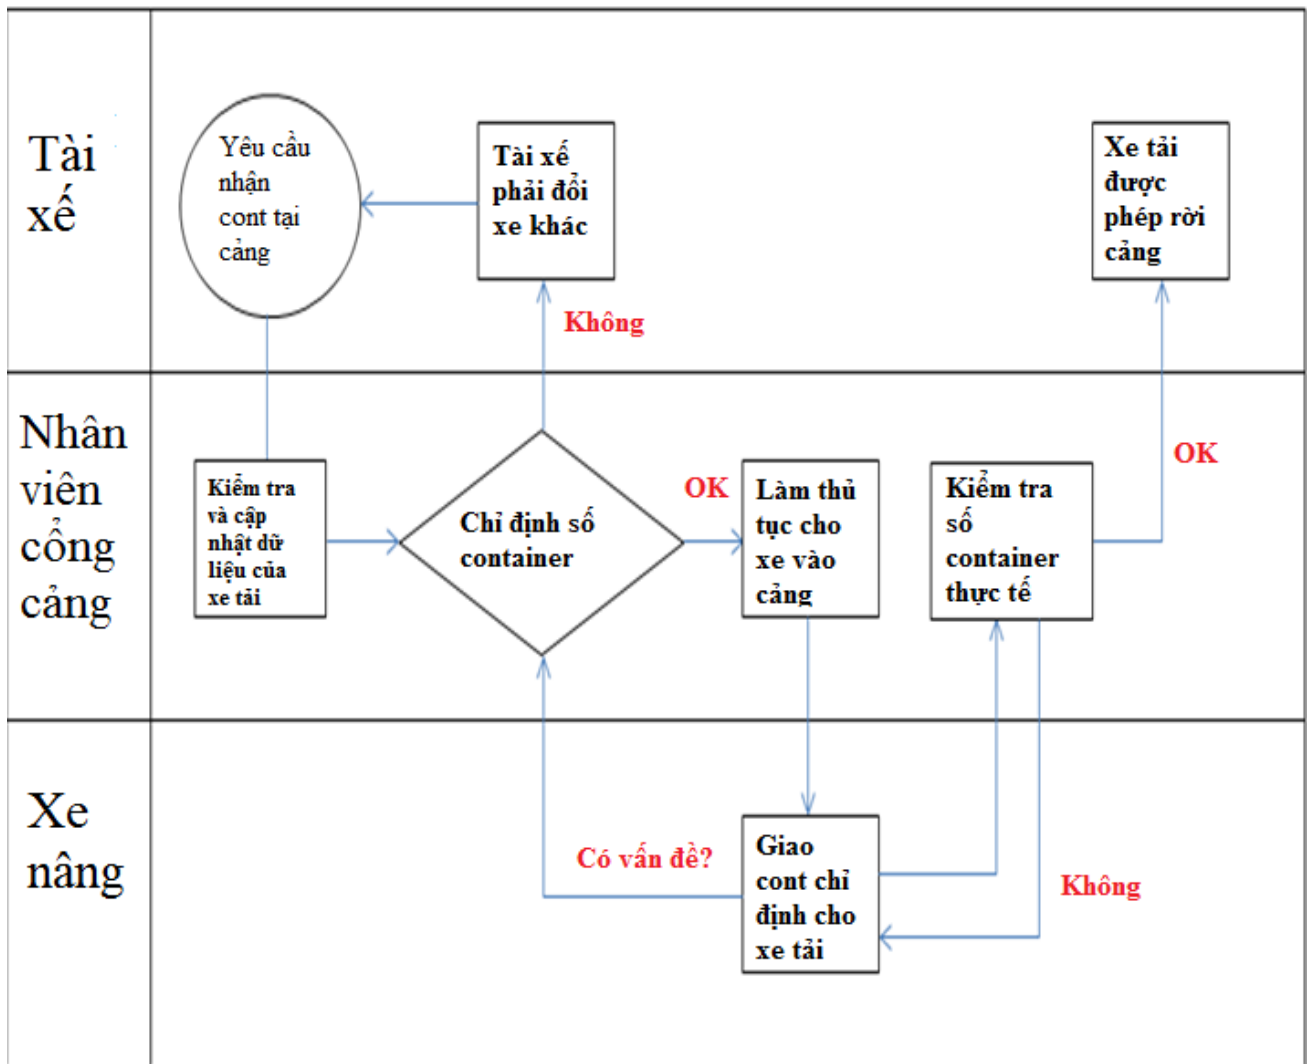 Tài
xế
Yêu cầu
nhận
cont tại
cảng
Tài xế
phải đổi
xe khác
Xe tải
được
phép rời
cảng
Không
Nhân
viên
cổng
cảng
Kiểm tra
và cập
nhật dữ
liệu của
xe tải
Chỉ định số
container
OK
Làm thủ
tục cho
xe vào
cảng
Kiểm tra
số
container
thực tế
OK
Xe
nâng
Có vấn đề?
Giao
cont chỉ
định cho
xe tải
Không